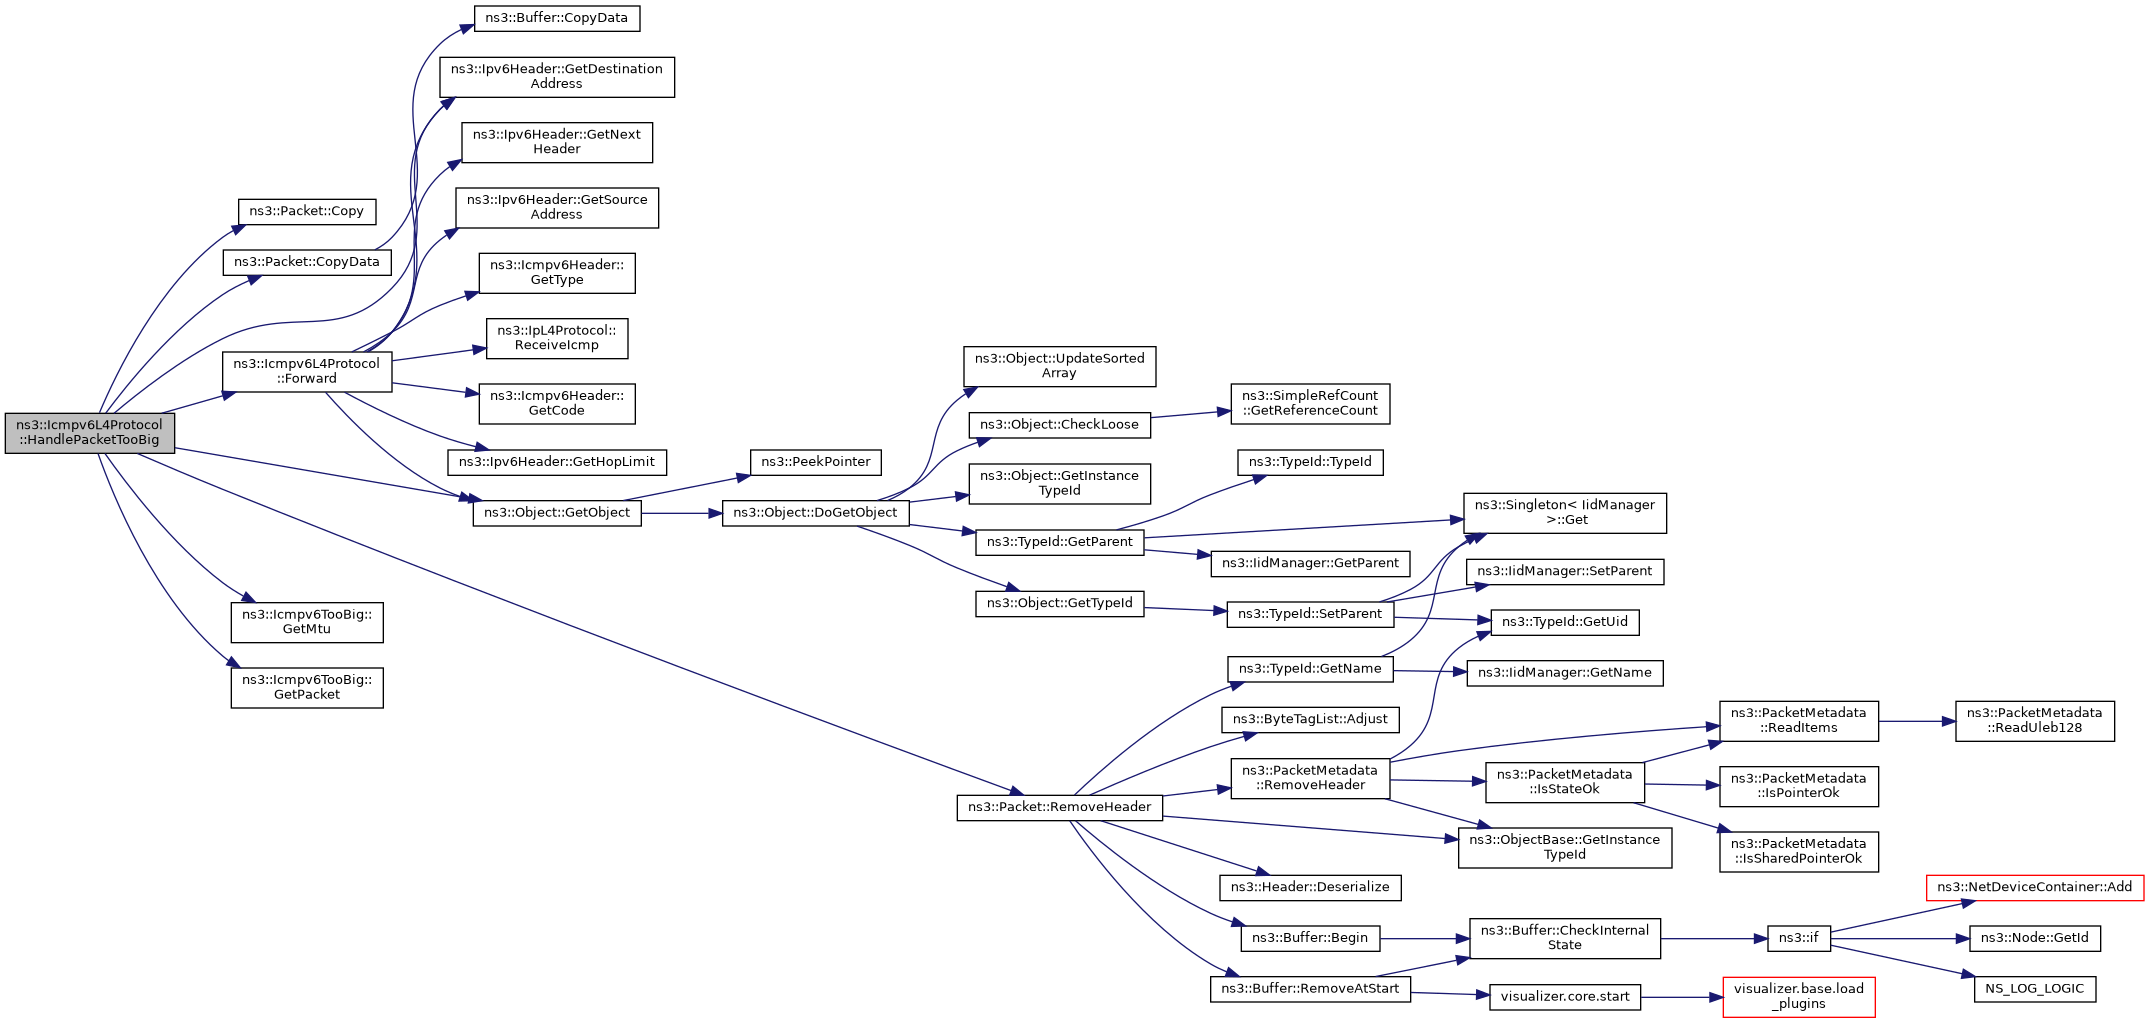 ns3::Icmpv6L4Protocol
::HandlePacketTooBig
ns3::Packet::Copy
ns3::Packet::CopyData
ns3::Icmpv6L4Protocol
::Forward
ns3::Icmpv6TooBig::
GetMtu
ns3::Icmpv6TooBig::
GetPacket
ns3::Buffer::CopyData
ns3::Ipv6Header::GetDestination
Address
ns3::Ipv6Header::GetNext
Header
ns3::Ipv6Header::GetSource
Address
ns3::Icmpv6Header::
GetType
ns3::IpL4Protocol::
ReceiveIcmp
ns3::Icmpv6Header::
GetCode
ns3::Ipv6Header::GetHopLimit
ns3::Object::GetObject
ns3::PeekPointer
ns3::Object::DoGetObject
ns3::Object::UpdateSorted
Array
ns3::Object::CheckLoose
ns3::Object::GetInstance
TypeId
ns3::TypeId::GetParent
ns3::Object::GetTypeId
ns3::Packet::RemoveHeader
ns3::SimpleRefCount
::GetReferenceCount
ns3::TypeId::TypeId
ns3::IidManager::GetParent
ns3::TypeId::SetParent
ns3::TypeId::GetName
ns3::ByteTagList::Adjust
ns3::PacketMetadata
::RemoveHeader
ns3::Header::Deserialize
ns3::Buffer::Begin
ns3::Buffer::RemoveAtStart
ns3::Singleton< IidManager
>::Get
ns3::IidManager::SetParent
ns3::TypeId::GetUid
ns3::IidManager::GetName
ns3::PacketMetadata
::IsStateOk
ns3::ObjectBase::GetInstance
TypeId
ns3::Buffer::CheckInternal
State
visualizer.core.start
ns3::PacketMetadata
::ReadItems
ns3::PacketMetadata
::IsPointerOk
ns3::PacketMetadata
::IsSharedPointerOk
ns3::if
visualizer.base.load
_plugins
ns3::PacketMetadata
::ReadUleb128
ns3::NetDeviceContainer::Add
ns3::Node::GetId
NS_LOG_LOGIC